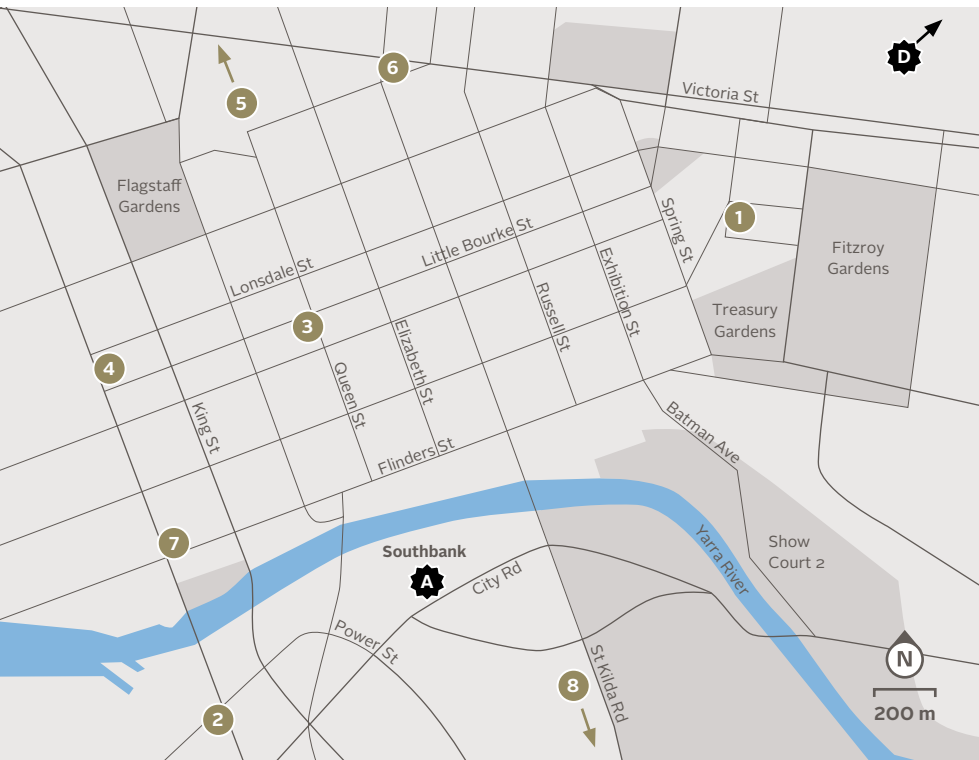 D
6
Victoria St
5
Flagstaff
Gardens
Spring St
1
Little Bourke St
Fitzroy
Gardens
Lonsdale St
Exhibition St
Russell St
Treasury
Gardens
3
Elizabeth St
4
Queen St
King St
Batman Ave
Flinders St
7
Yarra River
Show
Court 2
Southbank
A
City Rd
Power St
N
St Kilda Rd
8
200 m
2